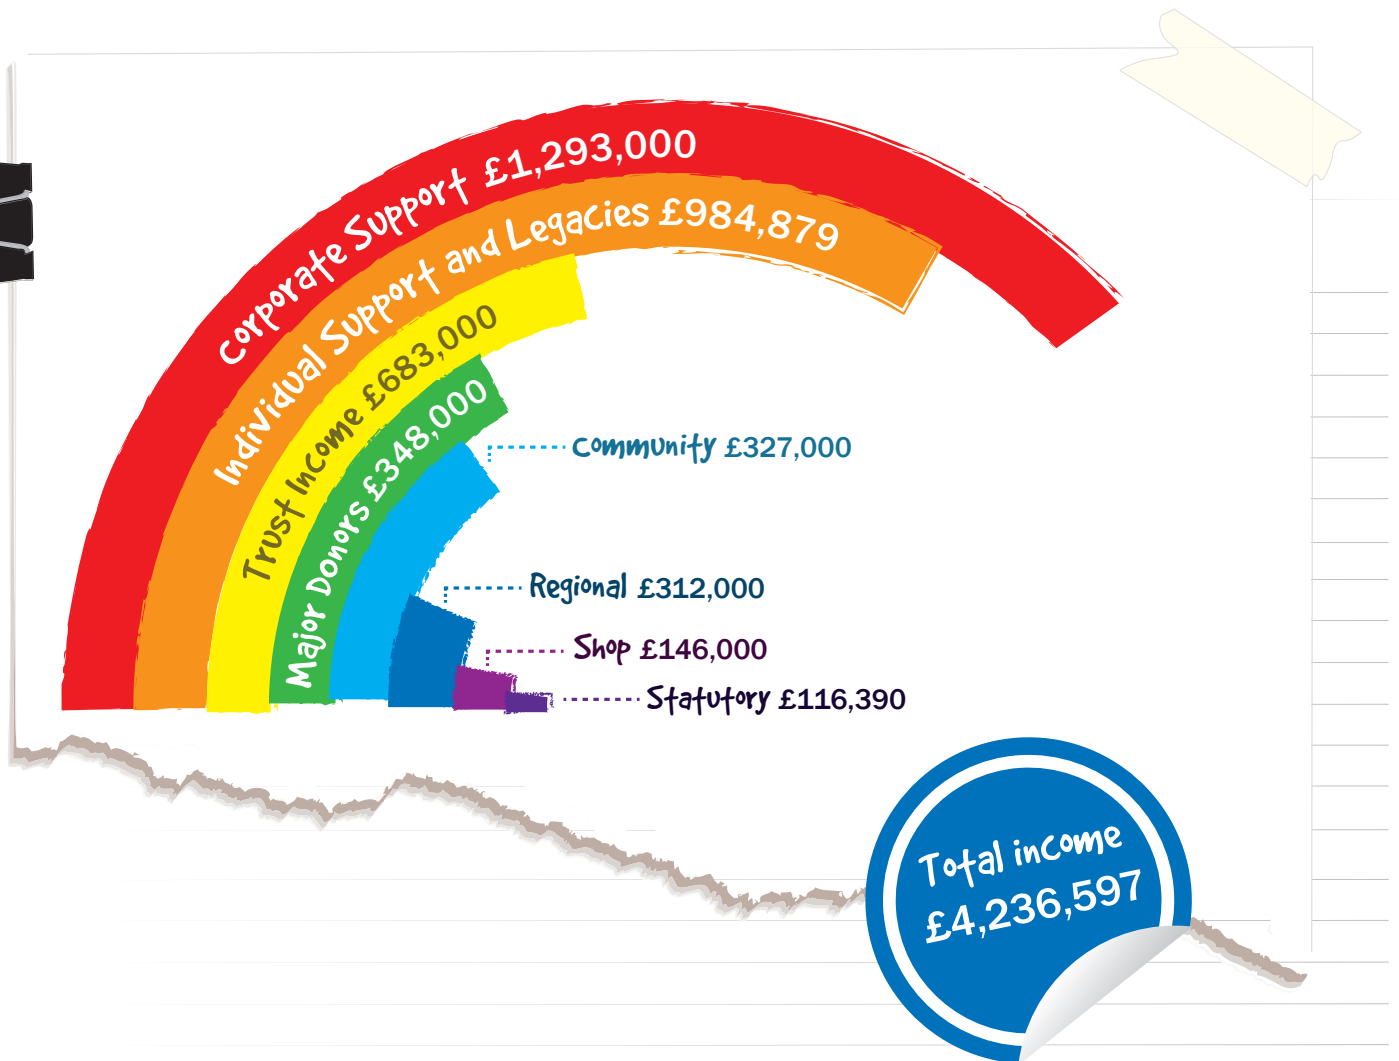 Corporate Support £1,293,000
Individual Support and Legacies £984,879
Trust Income £683,000
Major Donors £348,000
Community £327,000
Regional £312,000
Shop £146,000
Statutory £116,390
Total income
£4,236,597